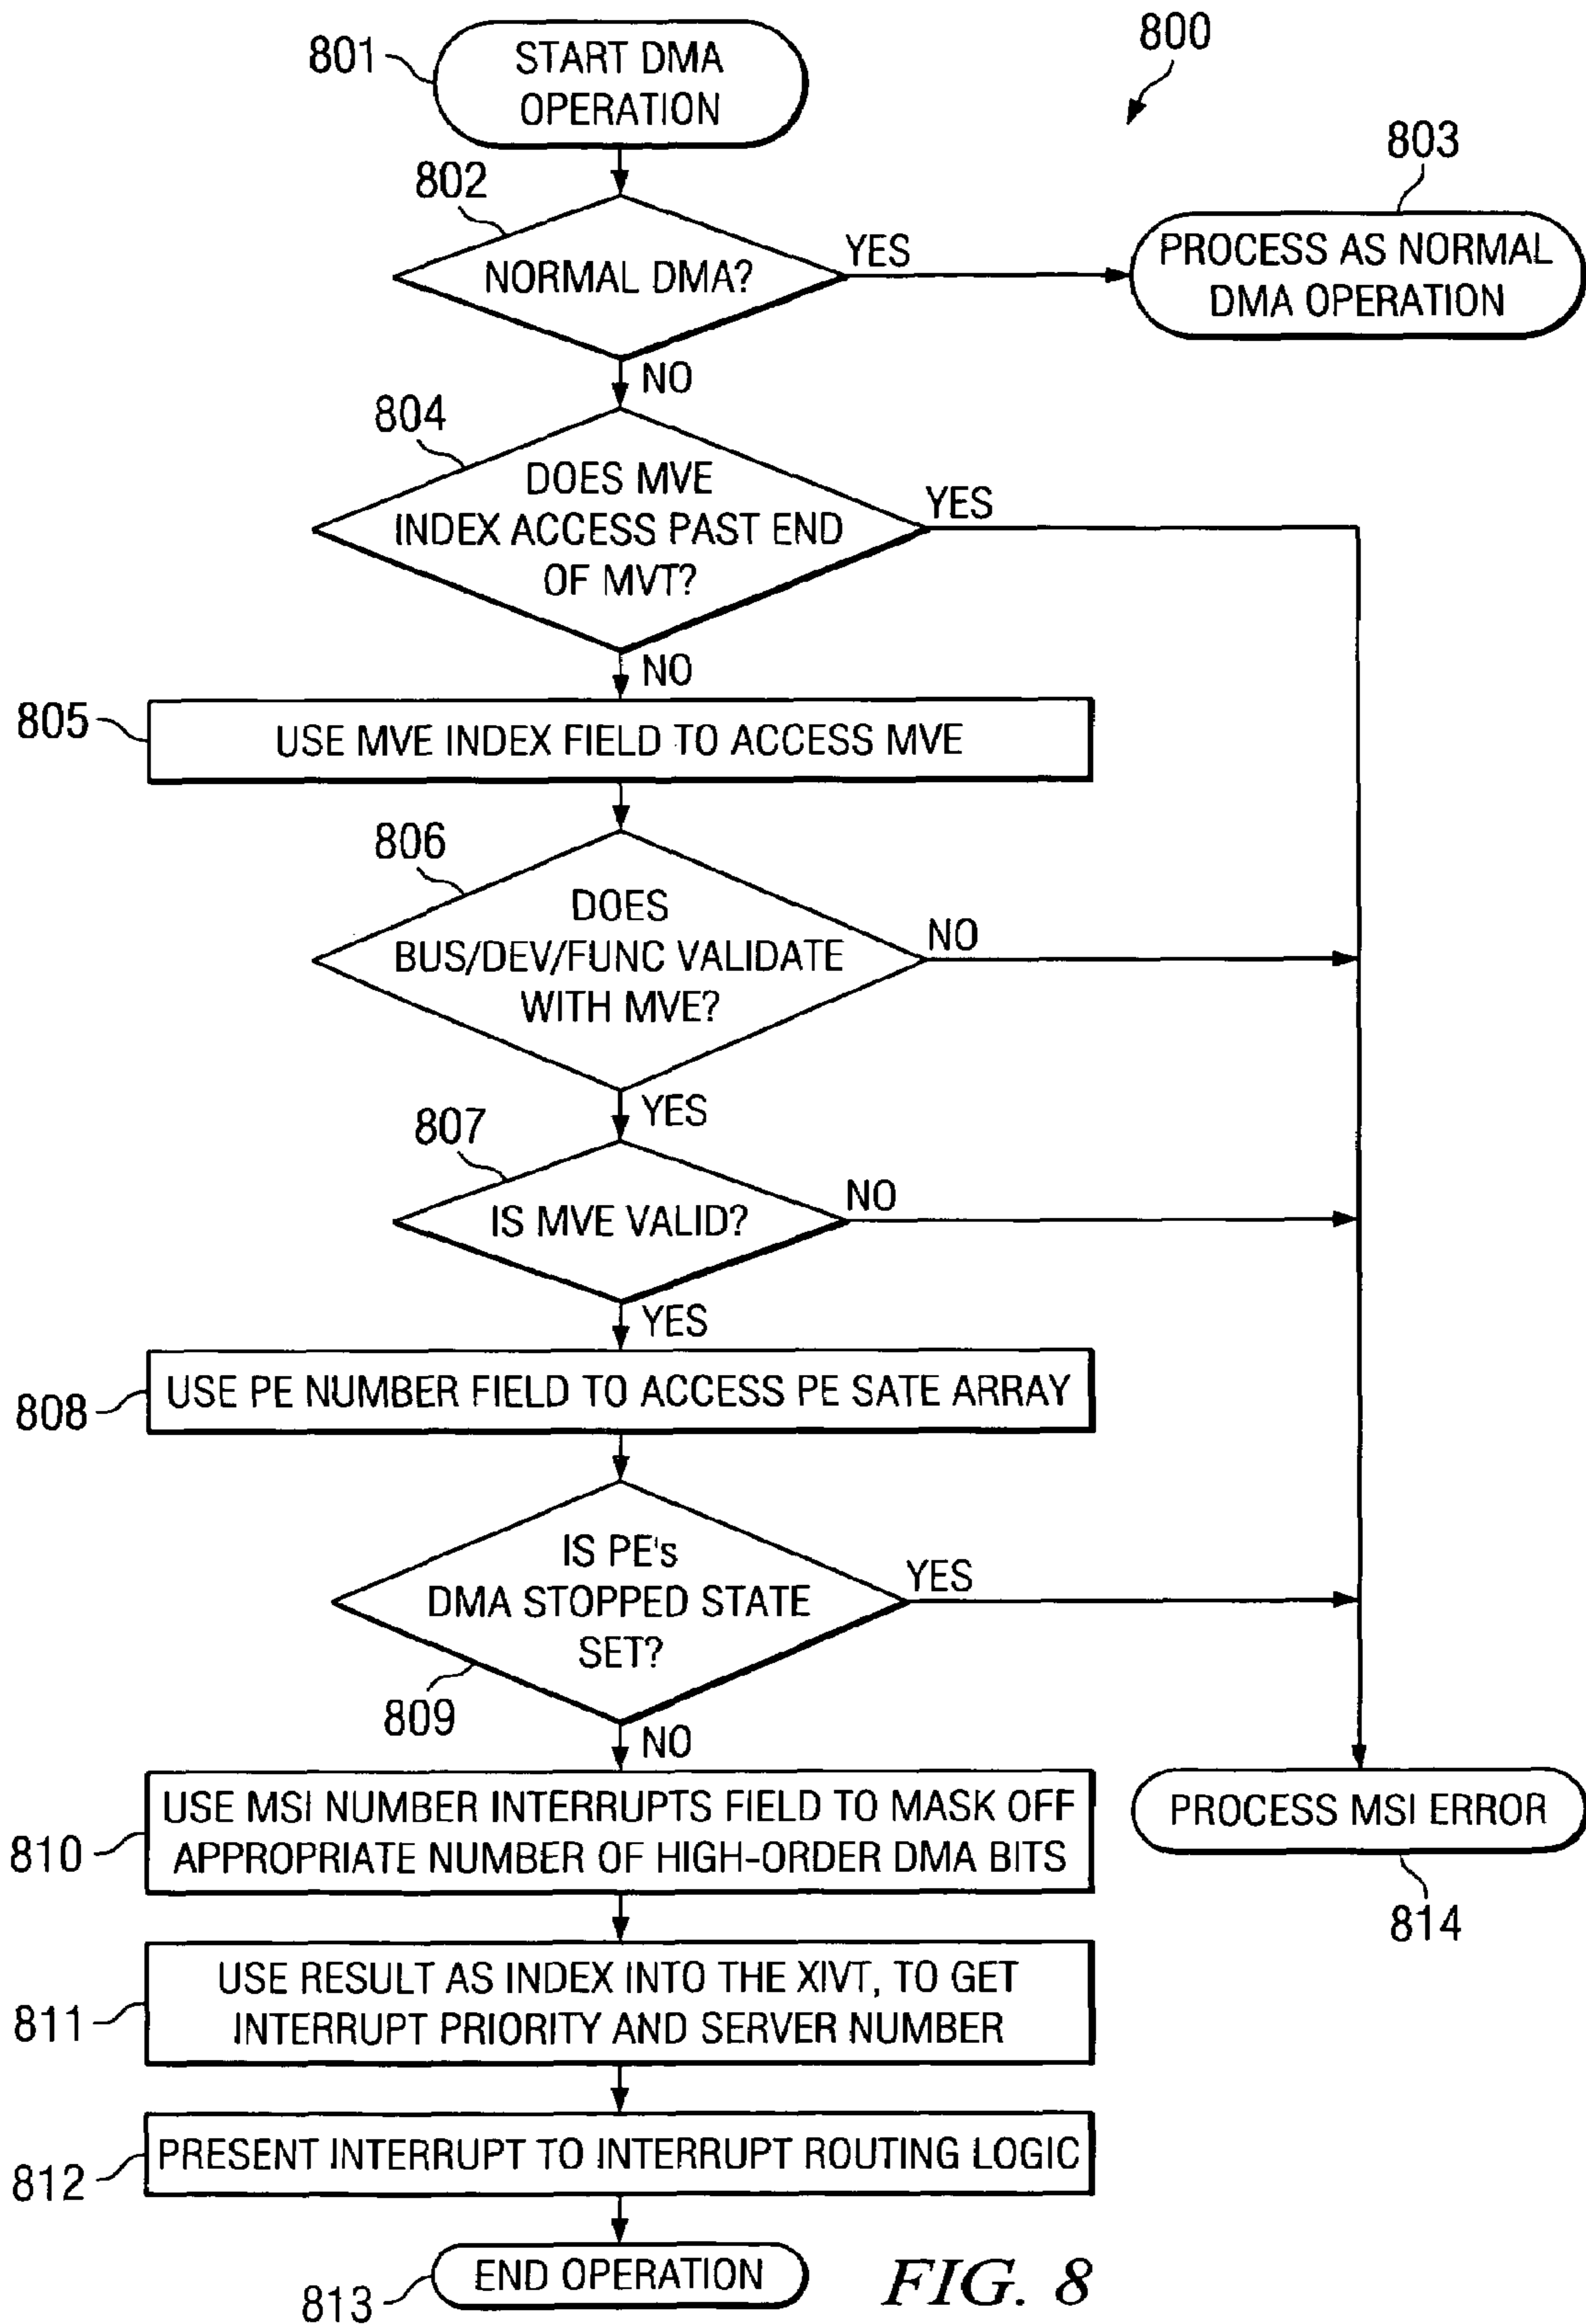 800
801
START DMA
OPERATION
802
NORMAL DMA?
YES
803
PROCESS AS NORMAL
DMA OPERATION
NO
804
DOES MVE
INDEX ACCESS PAST END
OF MVT?
YES
NO
805
USE MVE INDEX FIELD TO ACCESS MVE
806
DOES
BUS/DEV/FUNC VALIDATE
WITH MVE?
NO
YES
807
IS MVE VALID?
NO
YES
808
USE PE NUMBER FIELD TO ACCESS PE SATE ARRAY
IS PE's
DMA STOPPED STATE
SET?
YES
809
NO
810
USE MSI NUMBER INTERRUPTS FIELD TO MASK OFF
APPROPRIATE NUMBER OF HIGH-ORDER DMA BITS
PROCESS MSI ERROR
814
811
USE RESULT AS INDEX INTO THE XIVT, TO GET
INTERRUPT PRIORITY AND SERVER NUMBER
812
PRESENT INTERRUPT TO INTERRUPT ROUTING LOGIC
813
END OPERATION
FIG. 8